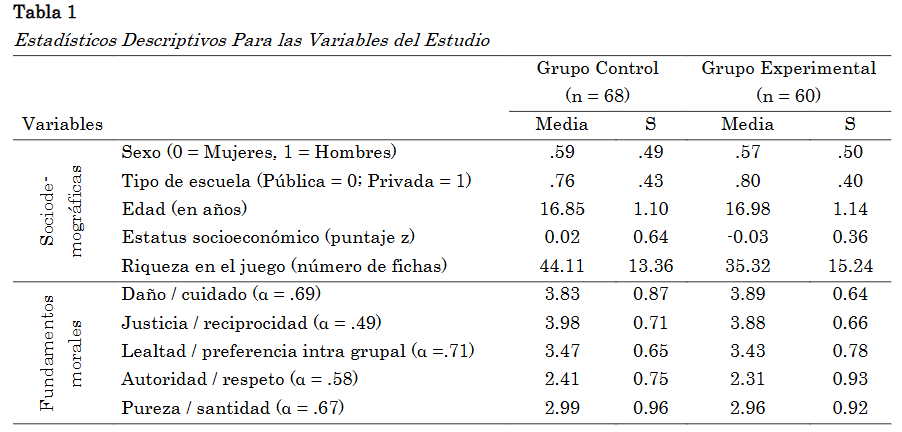 Tabla 1
Estadísticos Descriptivos Para las Variables del Estudio
Grupo Control Grupo Experimental
(n = 68) (n = 60)
Variables Media S Media S
Sociode-
mográficas
Sexo (0 = Mujeres, 1 = Hombres) .59 .49 .57 .50
Tipo de escuela (Pública = 0; Privada = 1) .76 .43 .80 .40
Edad (en años) 16.85 1.10 16.98 1.14
Estatus socioeconómico (puntaje z) 0.02 0.64 -0.03 0.36
Riqueza en el juego (número de fichas) 44.11 13.36 35.32 15.24
Fundamentos
morales
Daño / cuidado (α = .69) 3.83 0.87 3.89 0.64
Justicia / reciprocidad (α = .49) 3.98 0.71 3.88 0.66
Lealtad / preferencia intra grupal (α =.71) 3.47 0.65 3.43 0.78
Autoridad / respeto (α = .58) 2.41 0.75 2.31 0.93
Pureza / santidad (α = .67) 2.99 0.96 2.96 0.92